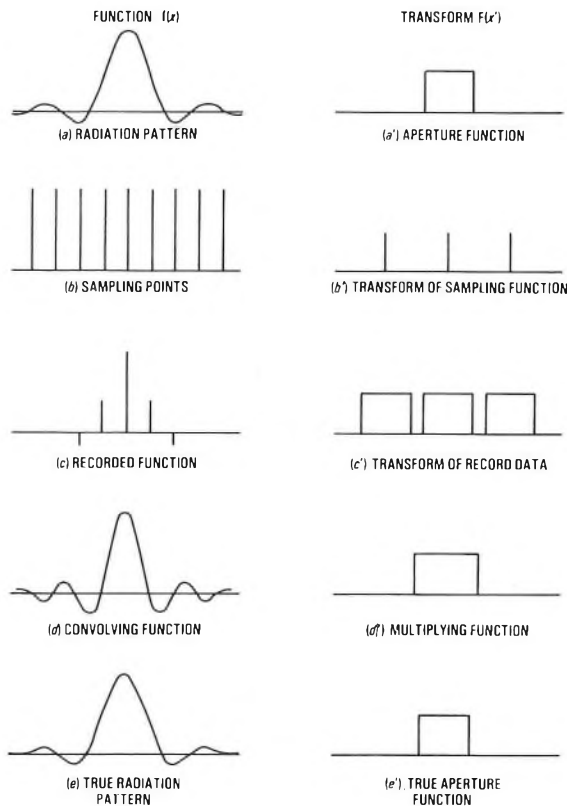 FUNCTION f(x)
TRANSFORM F(x')
(a) RADIATION PATTERN
(a') APERTURE FUNCTION
(b) SAMPLING POINTS
(b') TRANSFORM OF SAMPLING FUNCTION
(c) RECORDED FUNCTION
(c') TRANSFORM OF RECORD DATA
(d) CONVOLVING FUNCTION
(d') MULTIPLYING FUNCTION
(e) TRUE RADIATION
PATTERN
(e') TRUE APERTURE
FUNCTION